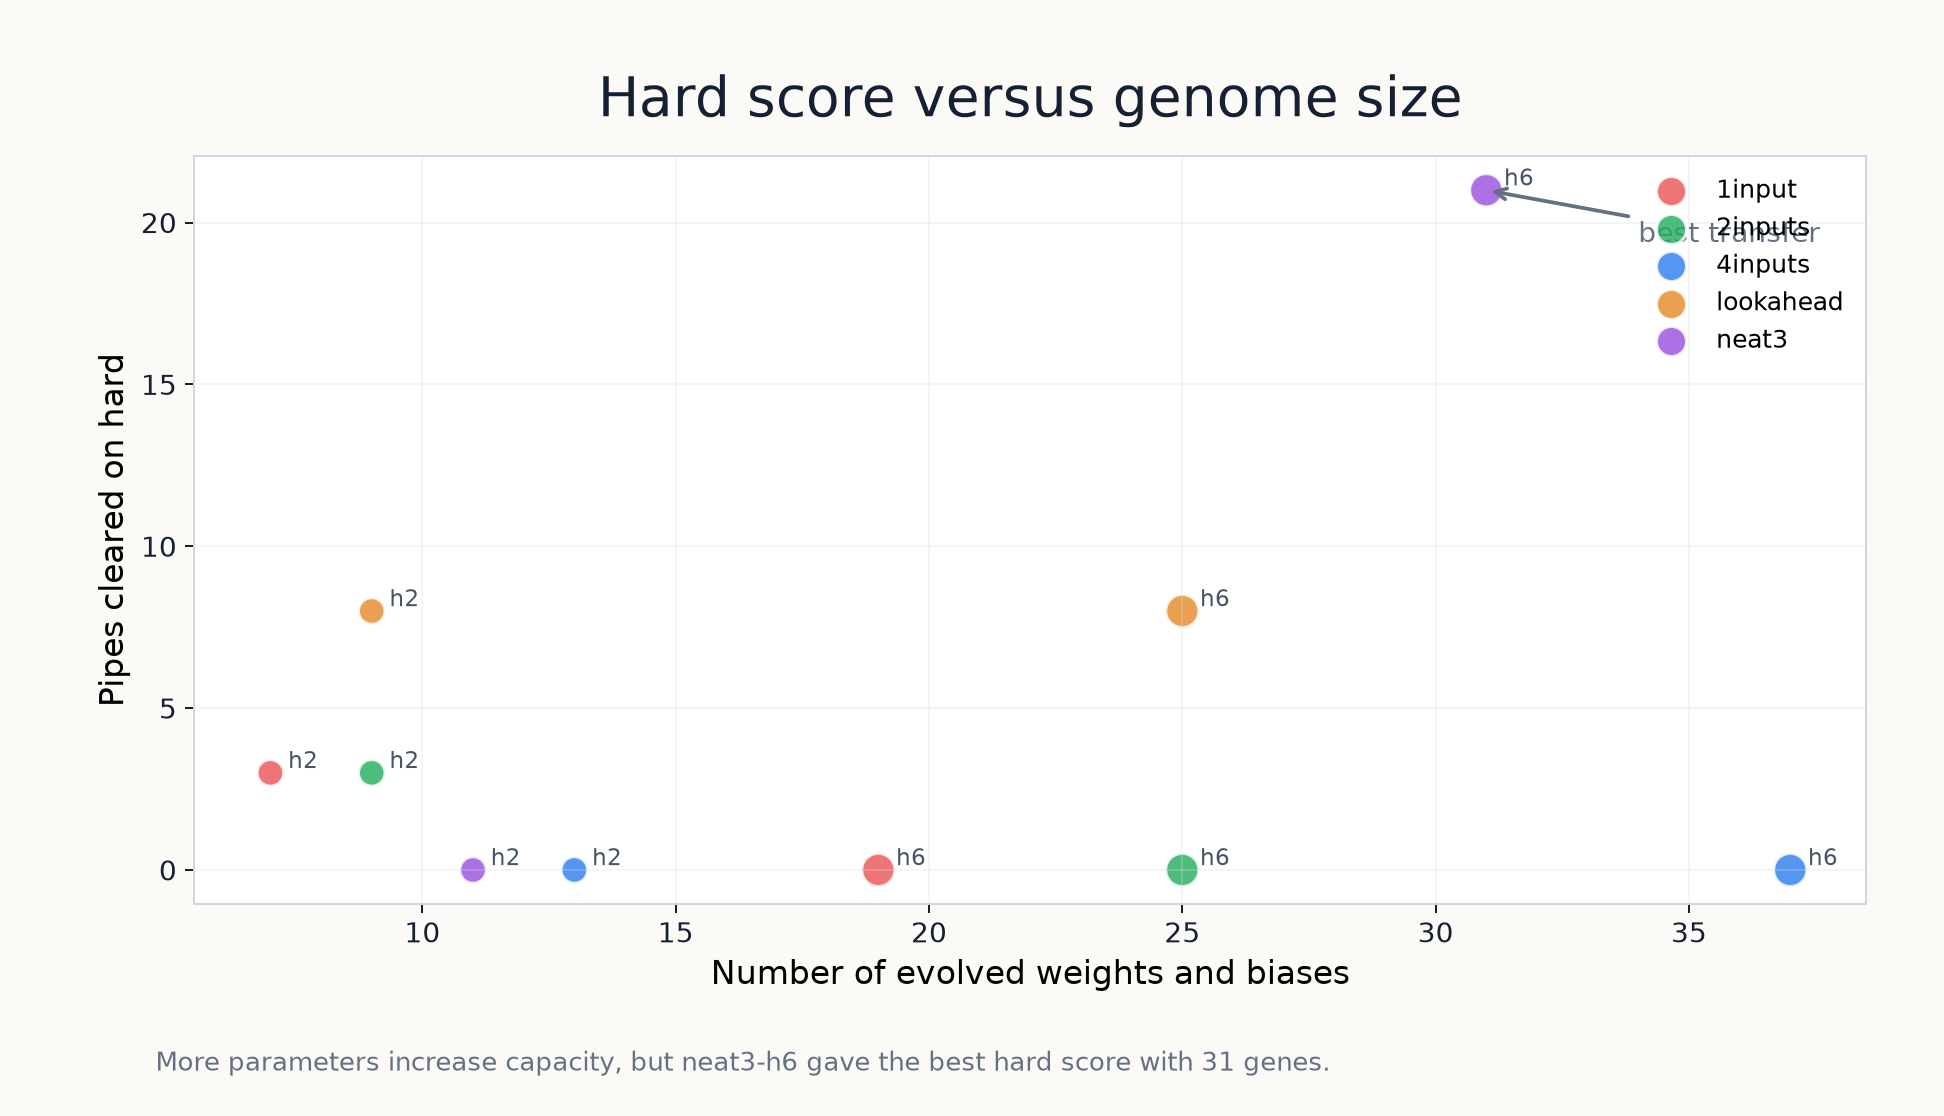 Hard score versus genome size
Pipes cleared on hard
20
15
10
5
0
h6
best transfer
1input
2inputs
4inputs
lookahead
neat3
h2
h6
h2
h2
h2
h2
h6
h6
h6
10
15
20
25
30
35
Number of evolved weights and biases
More parameters increase capacity, but neat3-h6 gave the best hard score with 31 genes.